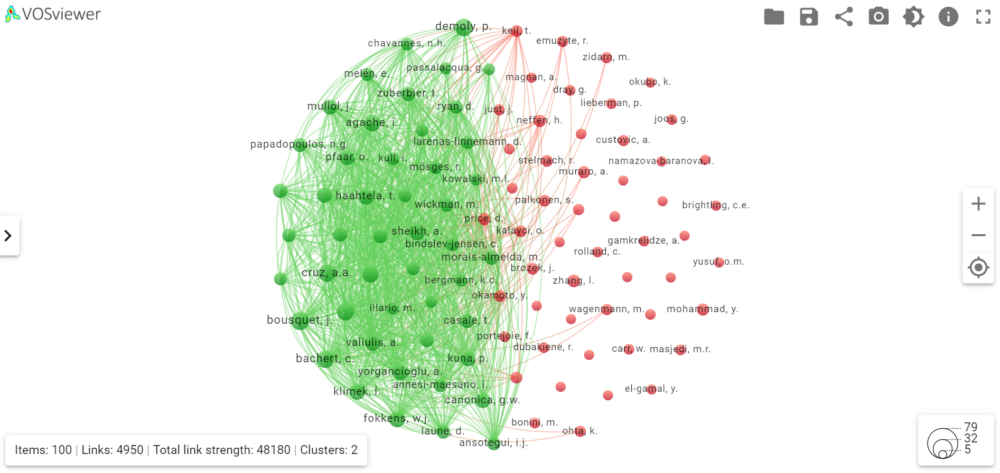 VOSviewer
demoly, p.
keil, t.
emuzyte, r.
chavannes, n.h.
zidarn, m.
passalacqua, g.
melén, e.
magnan, a.
okubo, k.
dray, g.
zuberbier, t.
lieberman, p.
mullol, j.
ryan, d.
just, j.
joos, g.
agache, i.
neffen, h.
custovic, a.
larenas-linnemann, d.
papadopoulos, n.g.
pfaar, o.
kull, i.
stelmach, r.
namazova-baranova, l.
mösges, r.
muraro, a.
kowalski, m.l.
haahtela, t.
palkonen, s.
wickman, m.
brightling, c.e.
price, d.
sheikh, a.
kalayci, o.
gamkrelidze, a.
bindslev-jensen, c.
rolland, c.
morais-almeida, m.
yusuf, o.m.
brozek, j.
cruz, a.a.
bergmann, k.c.
zhang, l.
okamoto, y.
illario, m.
wagenmann, m.
mohammad, y.
bousquet, j.
casale, t.
portejoie, f.
valiulis, a.
dubakiene, r.
carr, w.
masjedi, m.r.
bachert, c.
kuna, p.
yorgancioglu, a.
annesi-maesano, i.
klimek, l.
el-gamal, y.
canonica, g.w.
fokkens, w.j.
bonini, m.
laune, d.
ohta, k.
ansotegui, i.j.
79
32
5
Items: 100 | Links: 4950 | Total link strength: 48180 | Clusters: 2